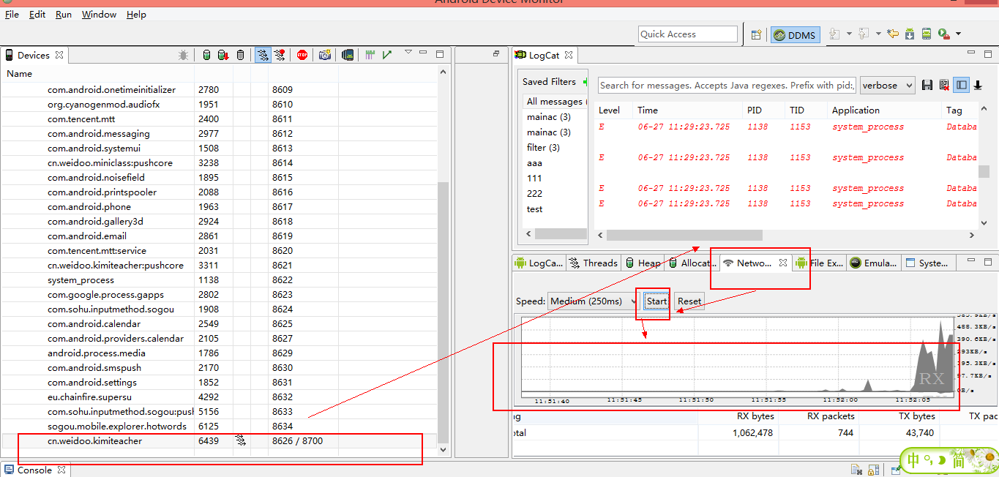 Android Device Monitor
File Edit Run Window Help
Quick Access
DDMS
Devices
Name
com.android.onetimeinitializer 2780 8609
org.cyanogenmod.audiofx 1951 8610
com.tencent.mtt 2400 8611
com.android.messaging 2977 8612
com.android.systemui 1508 8613
cn.weidoo.miniclass:pushcore 3238 8614
com.android.noisefield 1895 8615
com.android.printspooler 2088 8616
com.android.phone 1963 8617
com.android.gallery3d 2924 8618
com.android.email 2861 8619
com.tencent.mtt:service 2031 8620
cn.weidoo.kimiteacher:pushcore 3311 8621
system_process 1138 8622
com.google.process.gapps 2802 8623
com.sohu.inputmethod.sogou 1908 8624
com.android.calendar 2549 8625
com.android.providers.calendar 2105 8627
android.process.media 1786 8629
com.android.smspush 2170 8630
com.android.settings 1852 8631
eu.chainfire.supersu 4292 8632
com.sohu.inputmethod.sogou:pusl 5156 8633
sogou.mobile.explorer.hotwords 6125 8634
cn.weidoo.kimiteacher 6439 8626 / 8700
Console
LogCat
Saved Filters
All messages (
mainac (3)
mainac (3)
filter (3)
aaa
111
222
test
Search for messages. Accepts Java regexes. Prefix with pid:,
verbose
Level Time PID TID Application Tag
E 06-27 11:29:23.725 1138 1153 system_process Databa
E 06-27 11:29:23.725 1138 1153 system_process Databa
E 06-27 11:29:23.725 1138 1153 system_process Databa
E 06-27 11:29:23.725 1138 1153 system_process Databa
LogCa... Threads Heap Allocat... Netwo... File Ex... Emula... Syste...
Speed: Medium (250ms) Start Reset
488.3KB/s
390.6KB/s
293KB/s
195.3KB/s
97.7KB/s
0B/s
RX
11:51:40 11:51:45 11:51:50 11:51:55 11:52:00 11:52:05
RX bytes RX packets TX bytes TX pac
otal 1,062,478 744 43,740
中 简